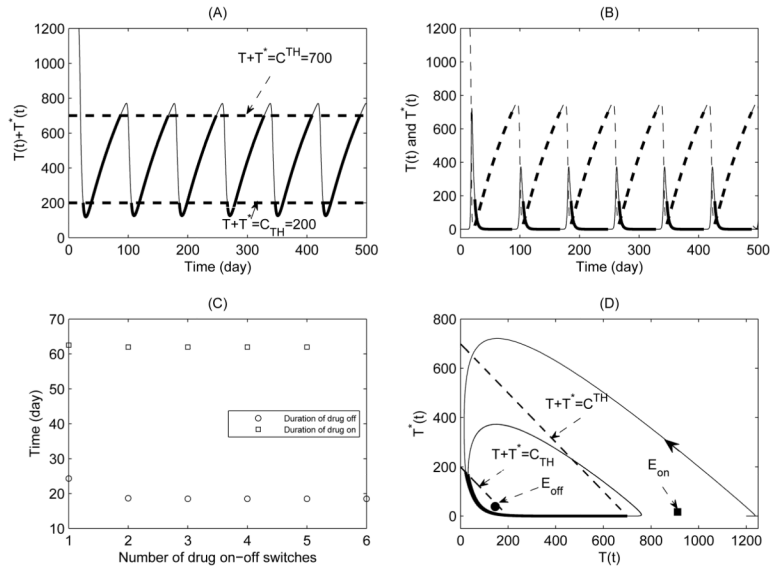 (A)
1200
1000
800
600
400
200
0
T(t)+T*(t)
T+T*=C^TH=700
T+T*=C_TH=200
0 100 200 300 400 500
Time (day)
(B)
1200
1000
800
600
400
200
0
T(t) and T*(t)
0 100 200 300 400 500
Time (day)
(C)
70
60
50
40
30
20
10
Time (day)
Duration of drug off
Duration of drug on
1 2 3 4 5 6
Number of drug on−off switches
(D)
800
600
400
200
0
T*(t)
T+T*=C^TH
T+T*=C_TH
E_off
E_on
0 200 400 600 800 1000 1200
T(t)